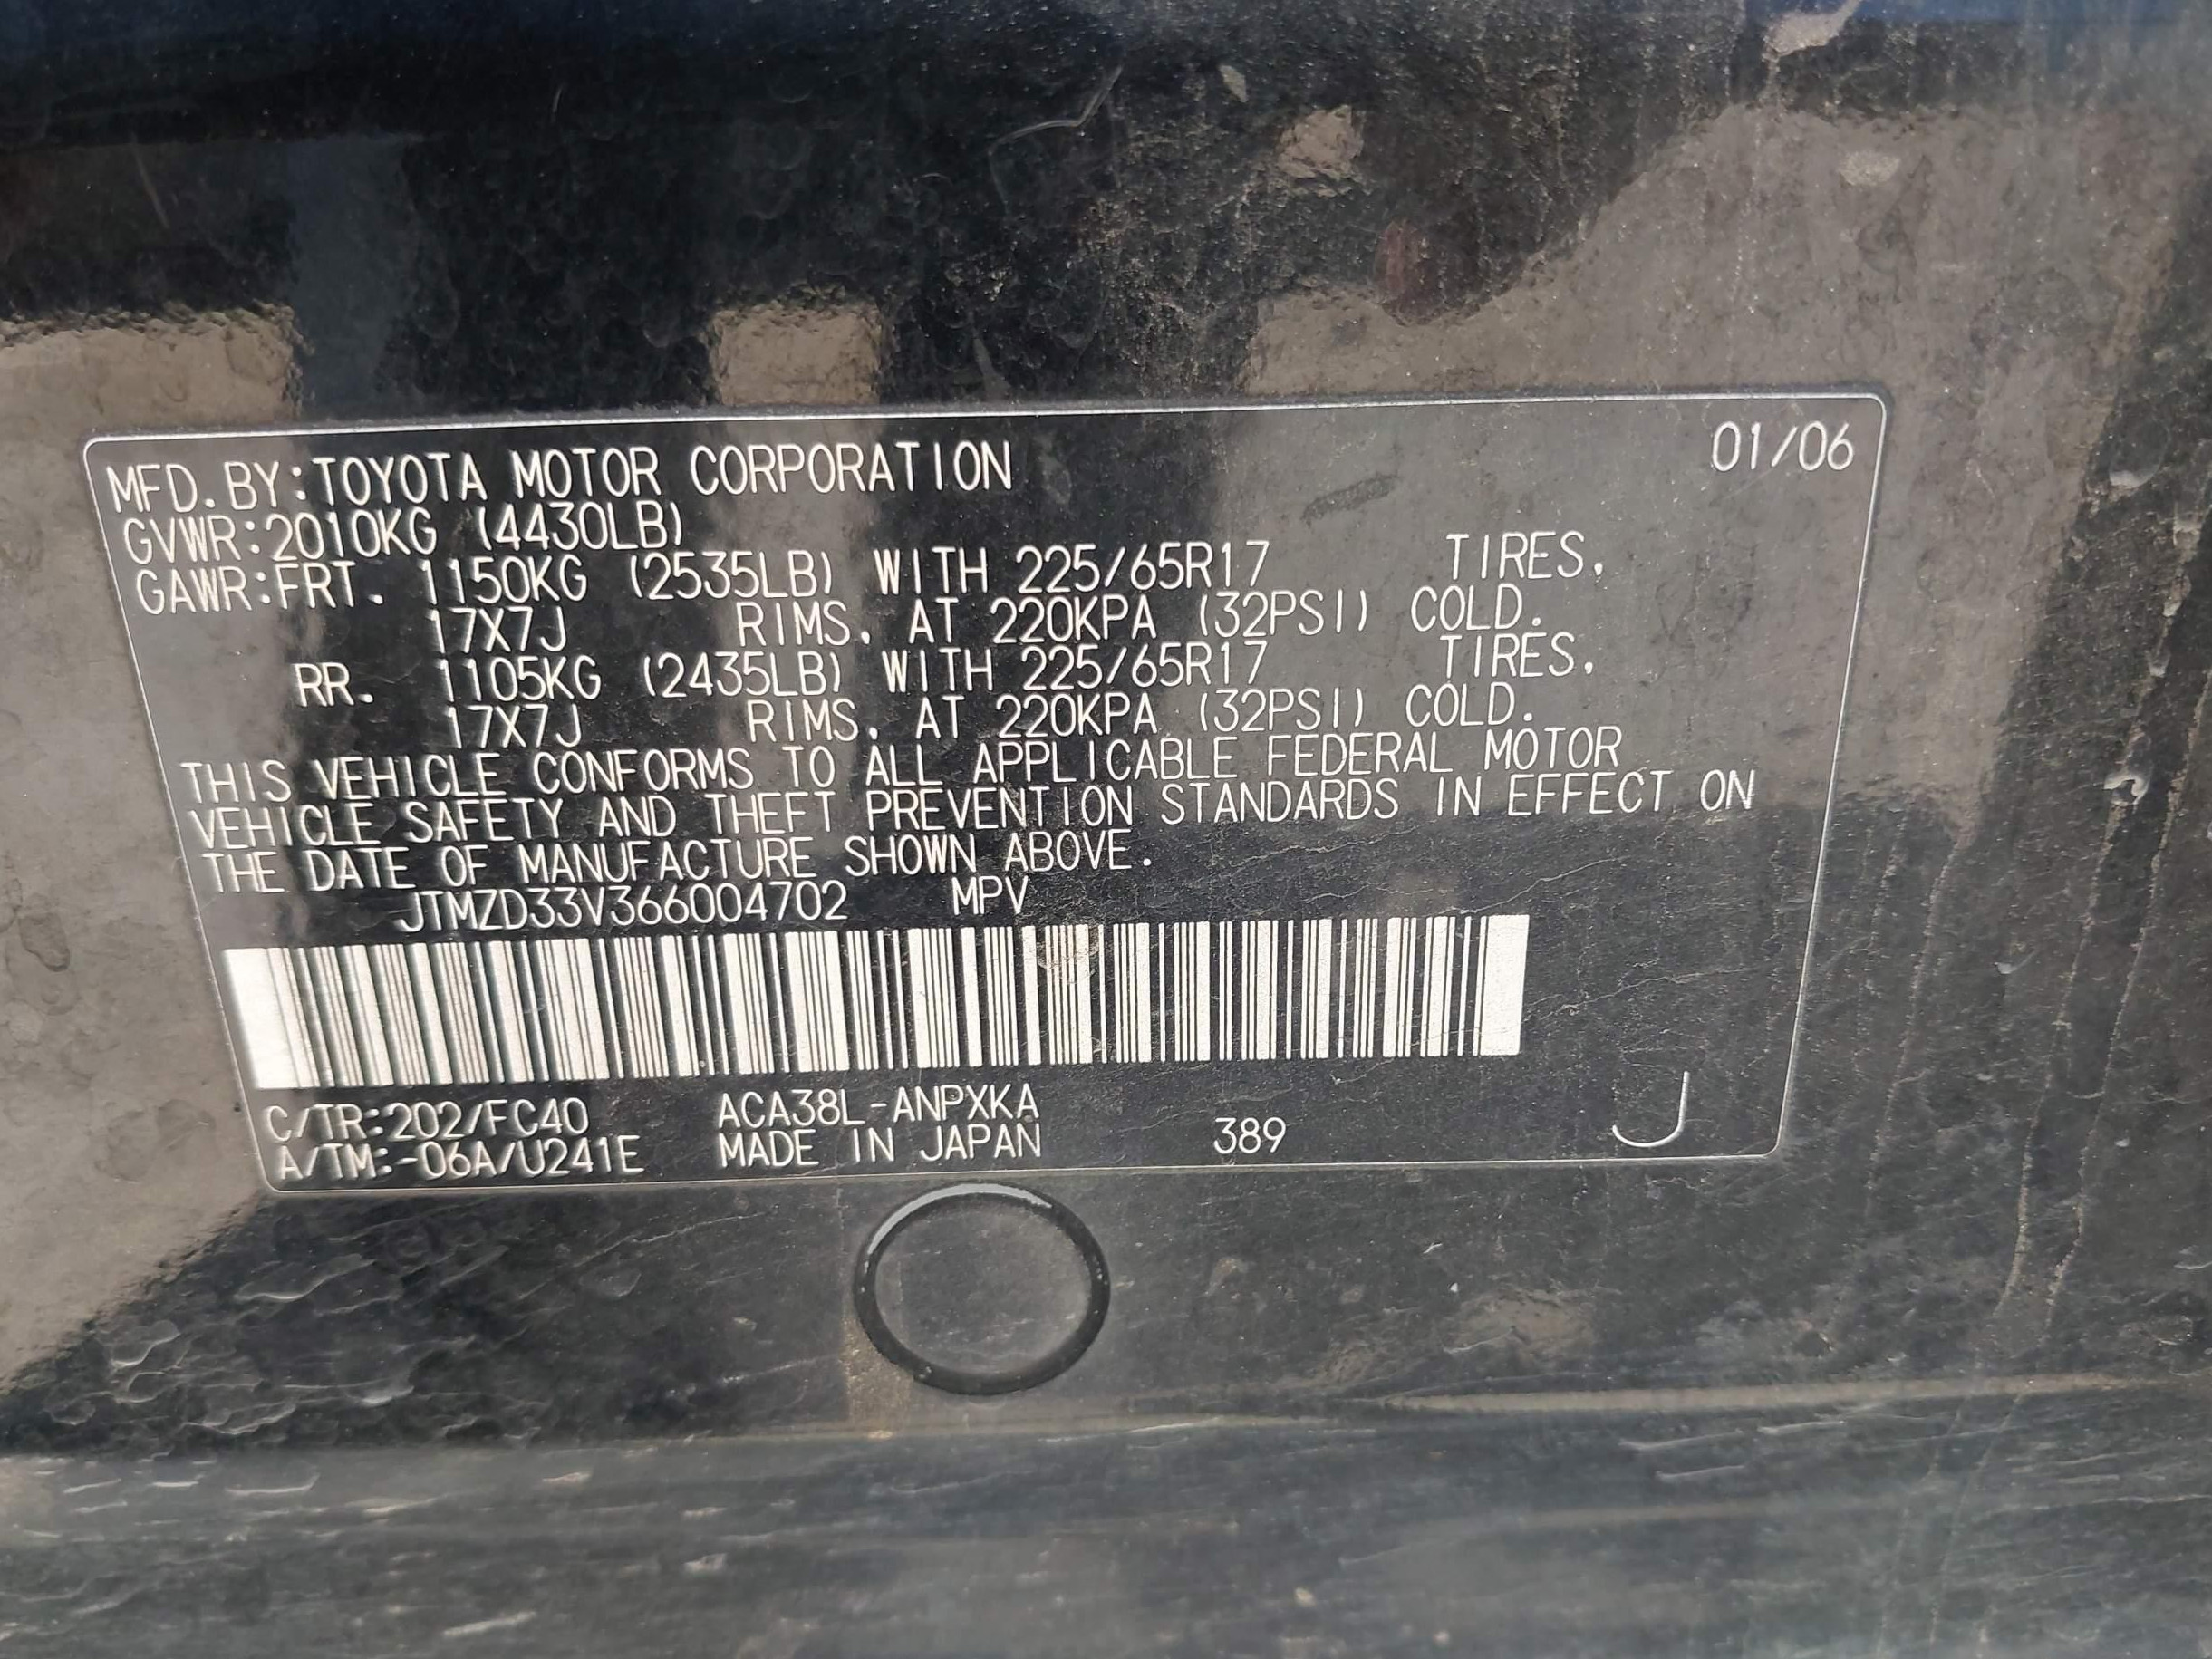 01/06
MFD. BY:TOYOTA MOTOR CORPORATION
GVWR:2010KG (4430LB)
GAWR:FRT. 1150KG (2535LB) WITH 225/65R17 TIRES,
17X7J RIMS, AT 220KPA (32PSI) COLD.
RR. 1105KG (2435LB) WITH 225/65R17 TIRES,
17X7J RIMS, AT 220KPA (32PSI) COLD.
THIS VEHICLE CONFORMS TO ALL APPLICABLE FEDERAL MOTOR
VEHICLE SAFETY AND THEFT PREVENTION STANDARDS IN EFFECT ON
THE DATE OF MANUFACTURE SHOWN ABOVE.
JTMZD33V366004702 MPV
C/TR:202/FC40 ACA38L-ANPXKA
A/TM:-06A/U241E MADE IN JAPAN 389 J